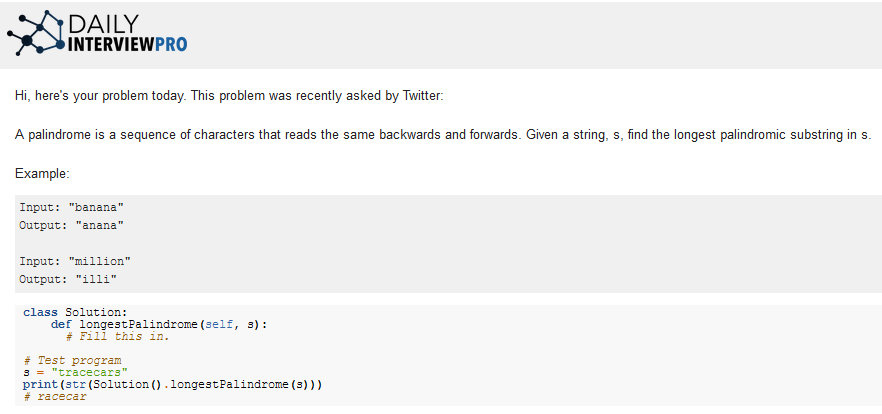 DAILY
INTERVIEWPRO
Hi, here's your problem today. This problem was recently asked by Twitter:
A palindrome is a sequence of characters that reads the same backwards and forwards. Given a string, s, find the longest palindromic substring in s.
Example:
Input: "banana"
Output: "anana"
Input: "million"
Output: "illi"
class Solution:
    def longestPalindrome(self, s):
      # Fill this in.
# Test program
s = "tracecars"
print(str(Solution().longestPalindrome(s)))
# racecar